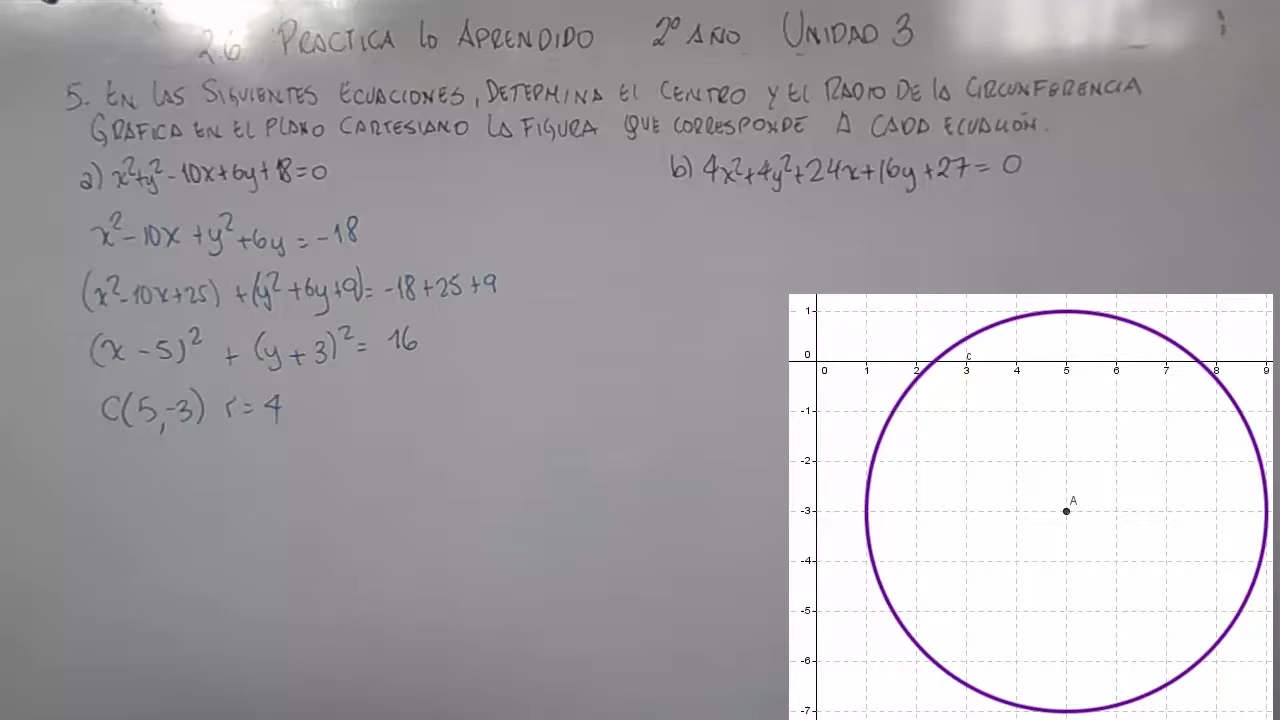 2.6 PRACTICA lo APRENDIDO 2º AÑO UNIDAD 3
5. EN LAS SIGUIENTES ECUACIONES, DETERMINA El CENTRO Y El RADIO DE la CIRCUNFERENCIA
GRAFICA EN EL PLANO CARTESIANO LA FIGURA QUE CORRESPONDE A CADA ECUACIÓN.
a) x²+y²-10x+6y+18=0
b) 4x²+4y²+24x+16y+27=0
x²-10x+y²+6y=-18
(x²-10x+25)+(y²+6y+9)=-18+25+9
(x-5)²+(y+3)²=16
C(5,-3) r=4
1
0 C
0 1 2 3 4 5 6 7 8 9
-1
-2
A
-3
-4
-5
-6
-7